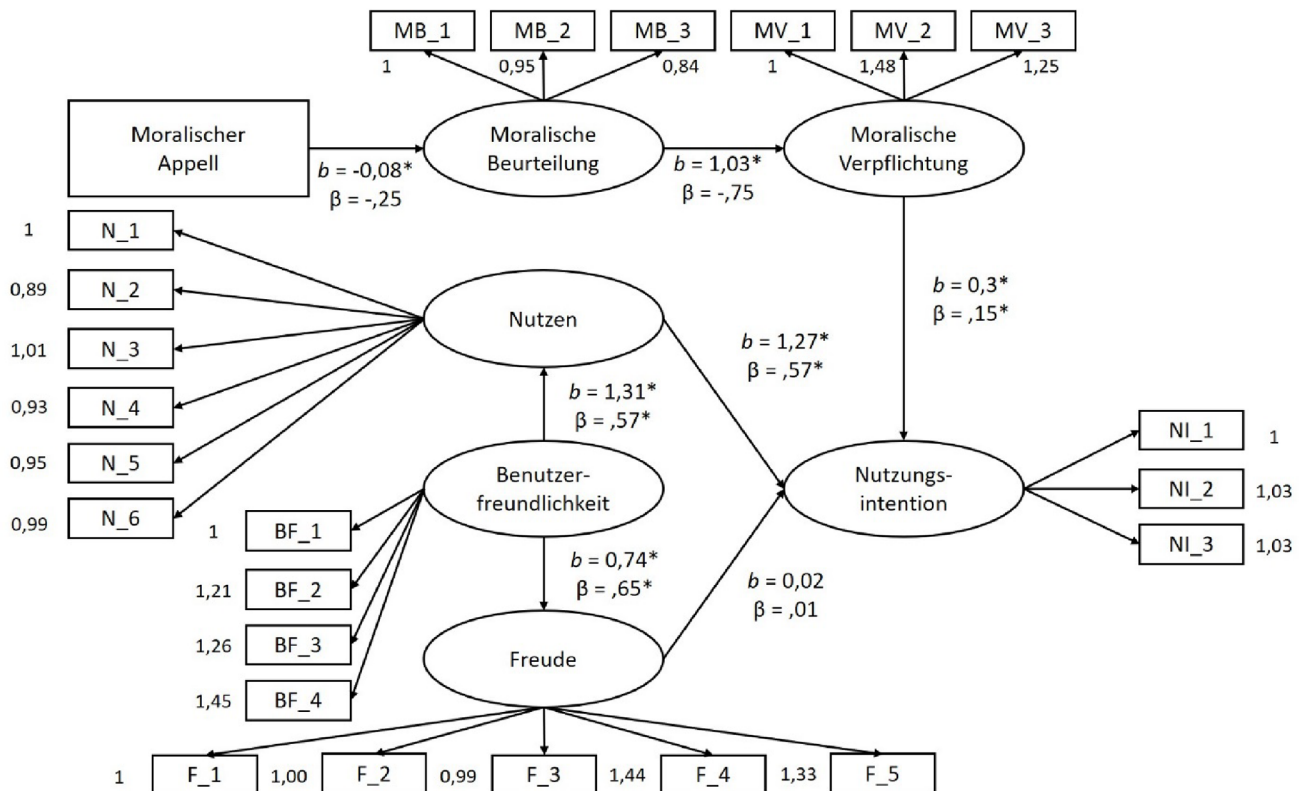 MB_1
MB_2
MB_3
MV_1
MV_2
MV_3
1
0,95
0,84
1
1,48
1,25
Moralischer
Appell
b = -0,08*
β = -,25
Moralische
Beurteilung
b = 1,03*
β = -,75
Moralische
Verpflichtung
1
N_1
0,89
N_2
1,01
N_3
0,93
N_4
0,95
N_5
0,99
N_6
Nutzen
b = 1,27*
β = ,57*
b = 0,3*
β = ,15*
b = 1,31*
β = ,57*
Benutzer-
freundlichkeit
1
BF_1
1,21
BF_2
1,26
BF_3
1,45
BF_4
b = 0,74*
β = ,65*
b = 0,02
β = ,01
Nutzungs-
intention
NI_1
1
NI_2
1,03
NI_3
1,03
Freude
1
F_1
1,00
F_2
0,99
F_3
1,44
F_4
1,33
F_5